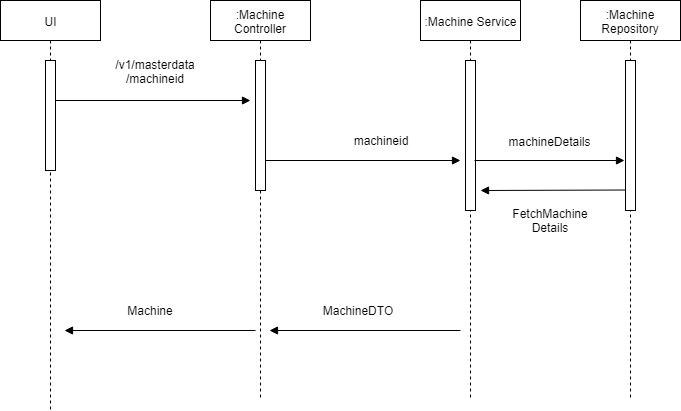 UI
:Machine
Controller
:Machine Service
:Machine
Repository
/v1/masterdata
/machineid
machineid
machineDetails
FetchMachine
Details
Machine
MachineDTO